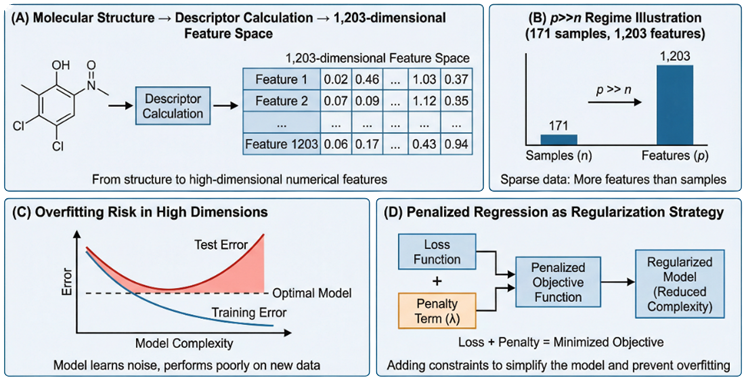 (A) Molecular Structure → Descriptor Calculation → 1,203-dimensional
Feature Space
OH
O
N
Cl
Cl
Descriptor
Calculation
1,203-dimensional Feature Space
Feature 1 0.02 0.46 ... 1.03 0.37
Feature 2 0.07 0.09 ... 1.12 0.35
... ... ... ... ...
Feature 1203 0.06 0.17 ... 0.43 0.94
From structure to high-dimensional numerical features
(B) p>>n Regime Illustration
(171 samples, 1,203 features)
1,203
p >> n
171
Samples (n)
Features (p)
Sparse data: More features than samples
(C) Overfitting Risk in High Dimensions
Error
Test Error
Optimal Model
Training Error
Model Complexity
Model learns noise, performs poorly on new data
(D) Penalized Regression as Regularization Strategy
Loss
Function
+
Penalty
Term (λ)
Penalized
Objective
Function
Regularized
Model
(Reduced
Complexity)
Loss + Penalty = Minimized Objective
Adding constraints to simplify the model and prevent overfitting